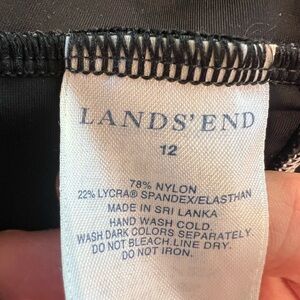 LANDS' END
12
78% NYLON
22% LYCRA® SPANDEX/ELASTHAN
MADE IN SRI LANKA
HAND WASH COLD
WASH DARK COLORS SEPARATELY
DO NOT BLEACH. LINE DRY.
DO NOT IRON.